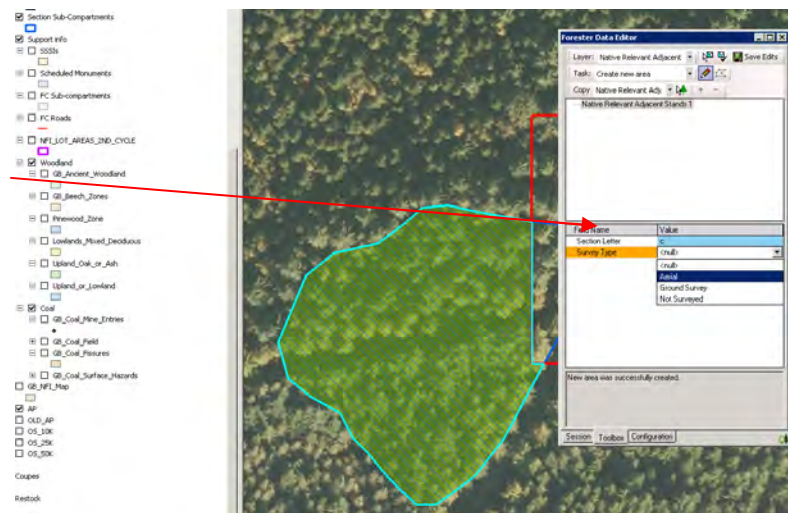 Section Sub-Compartments
Support info
SSSIs
Scheduled Monuments
FC Sub-compartments
FC Roads
NFI_LOT_AREAS_2ND_CYCLE
Woodland
GB_Ancient_Woodland
GB_Beech_Zones
Pinewood_Zone
Lowlands_Mixed_Deciduous
Upland_Oak_or_Ash
Upland_or_Lowland
Coal
GB_Coal_Mine_Entries
GB_Coal_Field
GB_Coal_Fissures
GB_Coal_Surface_Hazards
GB_NFI_Map
AP
OLD_AP
OS_10K
OS_25K
OS_50K
Coupes
Restock
Forester Data Editor
Layer: Native Relevant Adjacent Save Edits
Task: Create new area
Copy Native Relevant Adj.
Native Relevant Adjacent Stands 1
Field Name Value
Section Letter c
Survey Type <null>
<null>
Aerial
Ground Survey
Not Surveyed
New area was successfully created.
Session Toolbox Configuration